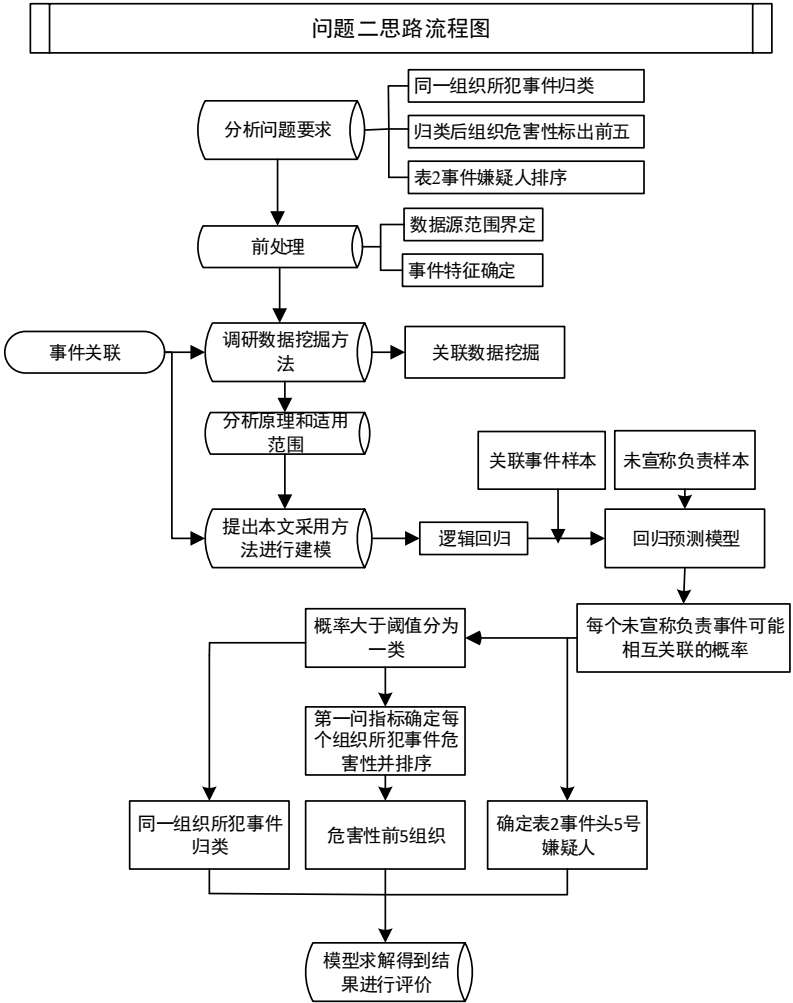 问题二思路流程图
同一组织所犯事件归类
分析问题要求
归类后组织危害性标出前五
表2事件嫌疑人排序
数据源范围界定
前处理
事件特征确定
事件关联
调研数据挖掘方
法
关联数据挖掘
分析原理和适用
范围
关联事件样本
未宣称负责样本
提出本文采用方
法进行建模
逻辑回归
回归预测模型
概率大于阈值分为
一类
每个未宣称负责事件可能
相互关联的概率
第一问指标确定每
个组织所犯事件危
害性并排序
同一组织所犯事件
归类
危害性前5组织
确定表2事件头5号
嫌疑人
模型求解得到结
果进行评价